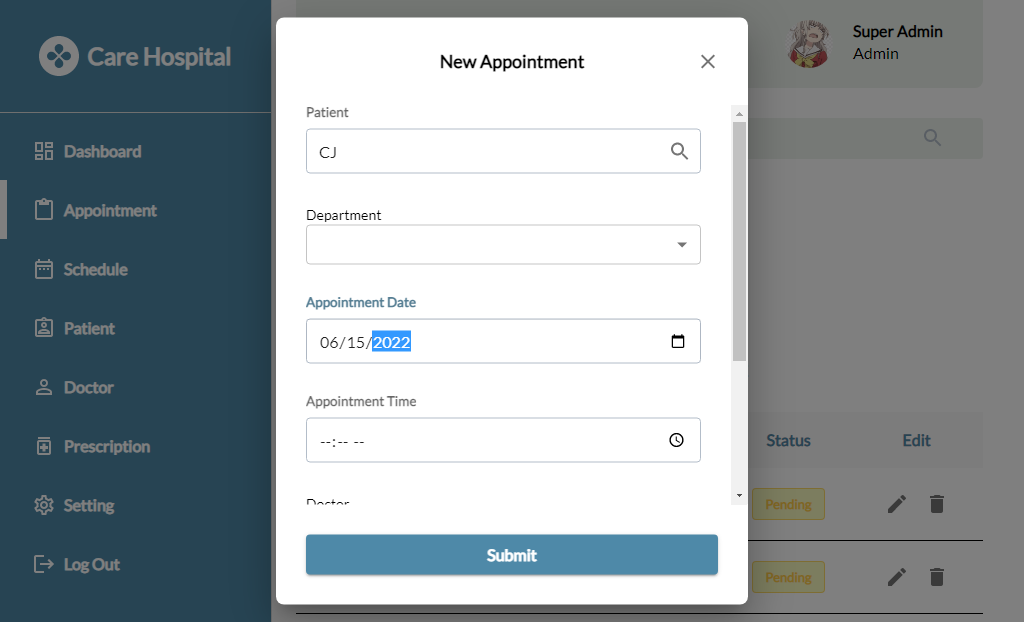 Care Hospital
Dashboard
Appointment
Schedule
Patient
Doctor
Prescription
Setting
Log Out
Super Admin
Admin
New Appointment
Patient
CJ
Department
Appointment Date
06/15/2022
Appointment Time
--:-- --
Doctor
Submit
Status Edit
Pending
Pending